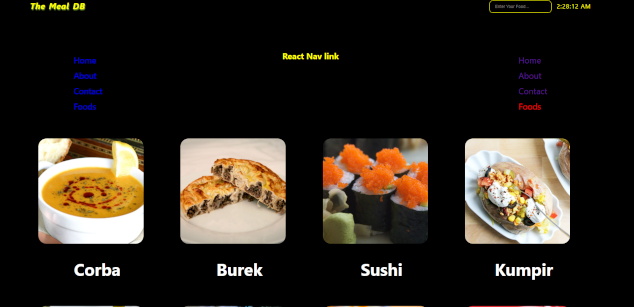 The Meal DB
Enter Your Food...
2:28:12 AM
React Nav link
Home
About
Contact
Foods
Home
About
Contact
Foods
Corba
Burek
Sushi
Kumpir